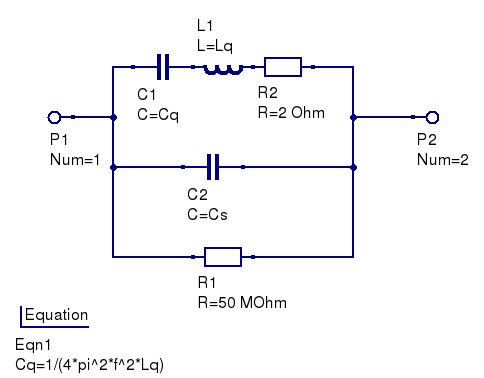 L1
L=Lq
C1
C=Cq
R2
R=2 Ohm
P1
Num=1
P2
Num=2
C2
C=Cs
R1
R=50 MOhm
Equation
Eqn1
Cq=1/(4*pi^2*f^2*Lq)